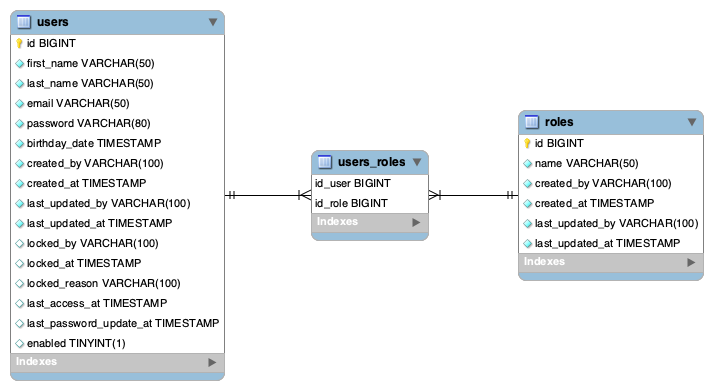 users
id BIGINT
first_name VARCHAR(50)
last_name VARCHAR(50)
email VARCHAR(50)
password VARCHAR(80)
birthday_date TIMESTAMP
created_by VARCHAR(100)
created_at TIMESTAMP
last_updated_by VARCHAR(100)
last_updated_at TIMESTAMP
locked_by VARCHAR(100)
locked_at TIMESTAMP
locked_reason VARCHAR(100)
last_access_at TIMESTAMP
last_password_update_at TIMESTAMP
enabled TINYINT(1)
Indexes
users_roles
id_user BIGINT
id_role BIGINT
Indexes
roles
id BIGINT
name VARCHAR(50)
created_by VARCHAR(100)
created_at TIMESTAMP
last_updated_by VARCHAR(100)
last_updated_at TIMESTAMP
Indexes